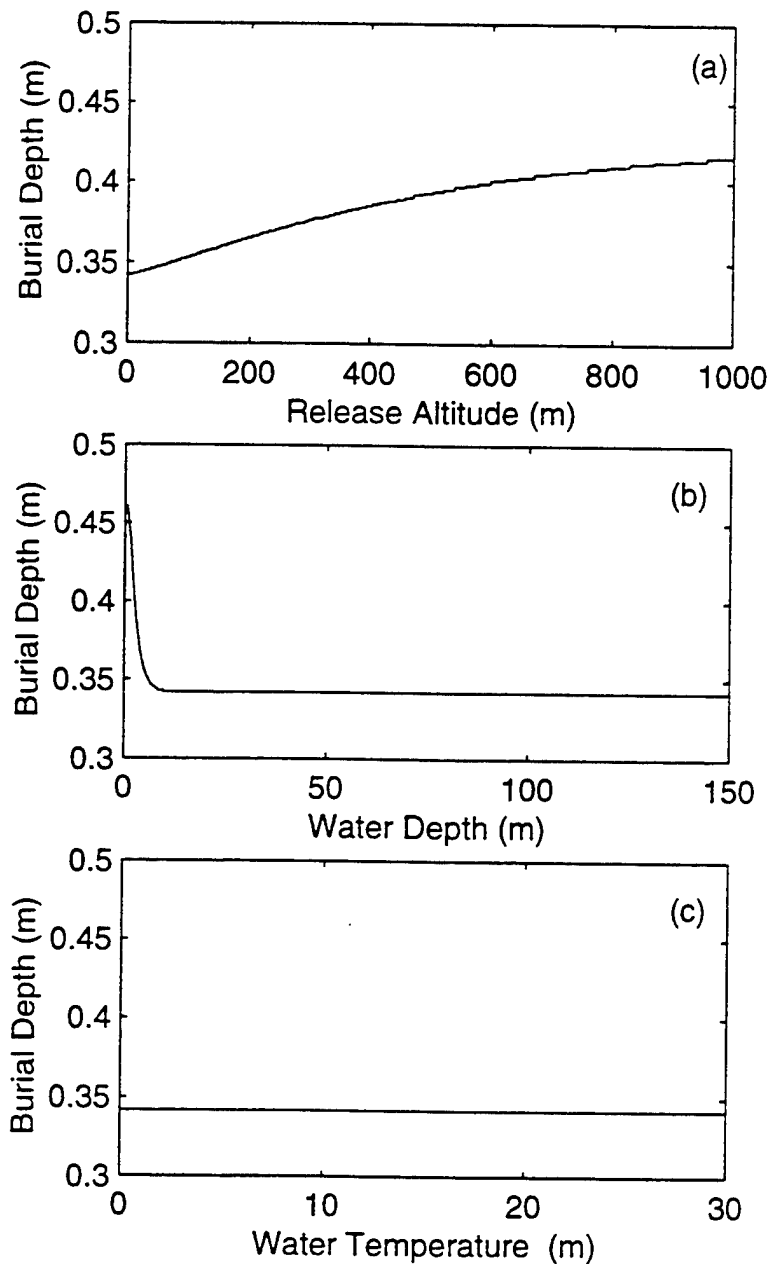 0.5
(a)
0.45
0.4
0.35
0.3
Burial Depth (m)
0 200 400 600 800 1000
Release Altitude (m)
0.5
(b)
0.45
0.4
0.35
0.3
Burial Depth (m)
0 50 100 150
Water Depth (m)
0.5
(c)
0.45
0.4
0.35
0.3
Burial Depth (m)
0 10 20 30
Water Temperature (m)